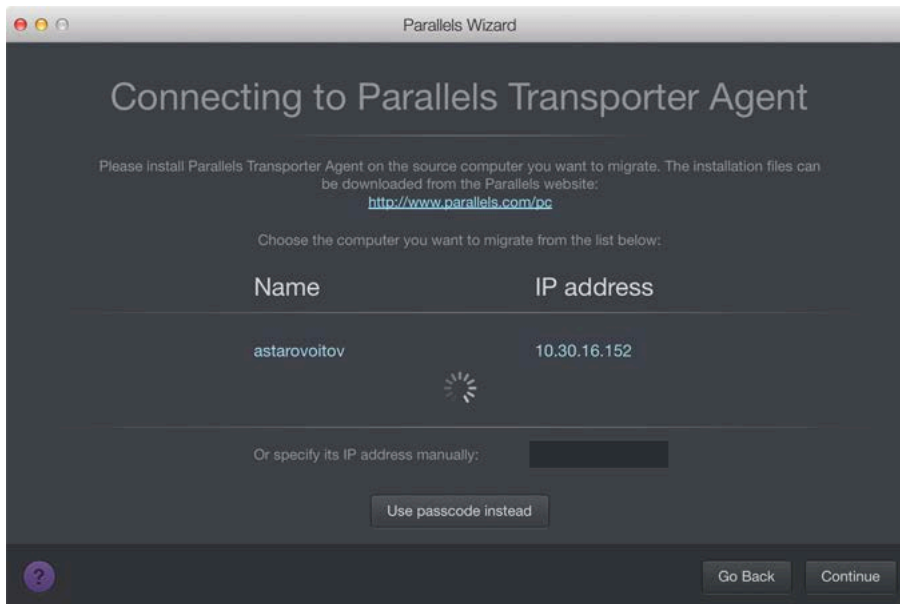 Parallels Wizard
Connecting to Parallels Transporter Agent
Please install Parallels Transporter Agent on the source computer you want to migrate. The installation files can
be downloaded from the Parallels website:
http://www.parallels.com/pc
Choose the computer you want to migrate from the list below:
Name IP address
astarovoitov 10.30.16.152
Or specify its IP address manually:
Use passcode instead
? Go Back Continue